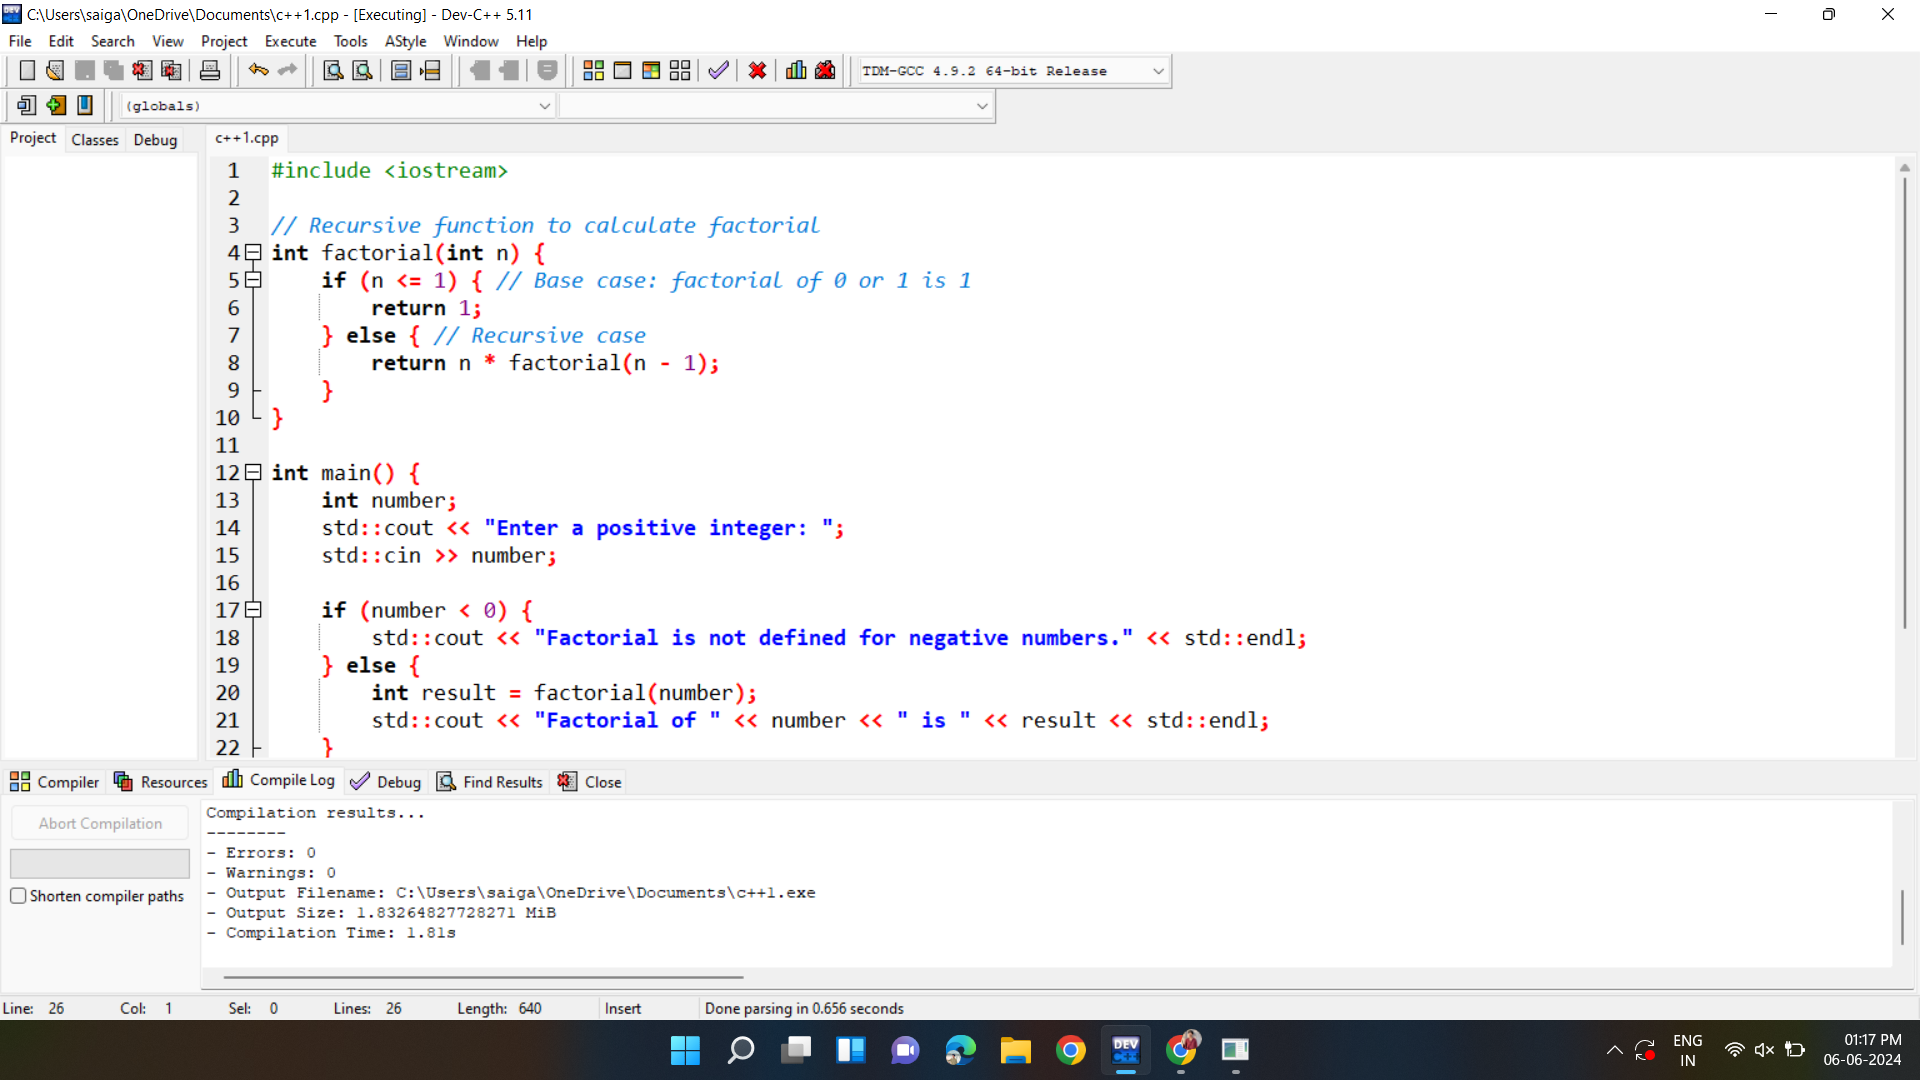 C:\Users\saiga\OneDrive\Documents\c++1.cpp - [Executing] - Dev-C++ 5.11
File Edit Search View Project Execute Tools AStyle Window Help
TDM-GCC 4.9.2 64-bit Release
(globals)
Project Classes Debug c++1.cpp
1 #include <iostream>
2
3 // Recursive function to calculate factorial
4 int factorial(int n) {
5 if (n <= 1) { // Base case: factorial of 0 or 1 is 1
6 return 1;
7 } else { // Recursive case
8 return n * factorial(n - 1);
9 }
10 }
11
12 int main() {
13 int number;
14 std::cout << "Enter a positive integer: ";
15 std::cin >> number;
16
17 if (number < 0) {
18 std::cout << "Factorial is not defined for negative numbers." << std::endl;
19 } else {
20 int result = factorial(number);
21 std::cout << "Factorial of " << number << " is " << result << std::endl;
22 }
Compiler Resources Compile Log Debug Find Results Close
Abort Compilation
Shorten compiler paths
Compilation results...
--------
- Errors: 0
- Warnings: 0
- Output Filename: C:\Users\saiga\OneDrive\Documents\c++1.exe
- Output Size: 1.83264827728271 MiB
- Compilation Time: 1.81s
Line: 26 Col: 1 Sel: 0 Lines: 26 Length: 640 Insert Done parsing in 0.656 seconds
DEV C++
ENG
IN
01:17 PM
06-06-2024